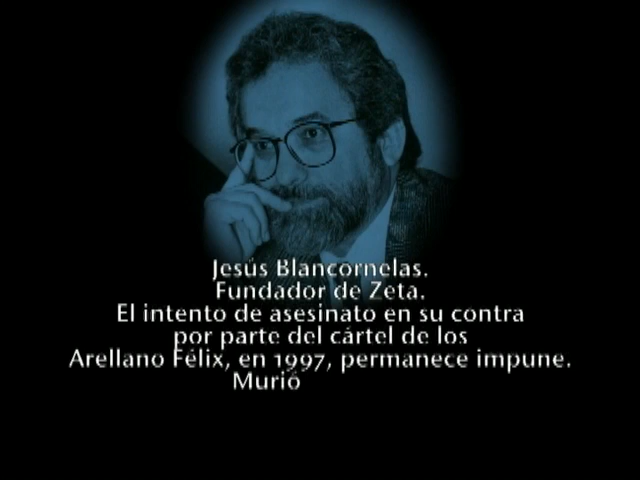 Jesús Blancornelas.
Fundador de Zeta.
El intento de asesinato en su contra
por parte del cártel de los
Arellano Félix, en 1997, permanece impune.
Murió